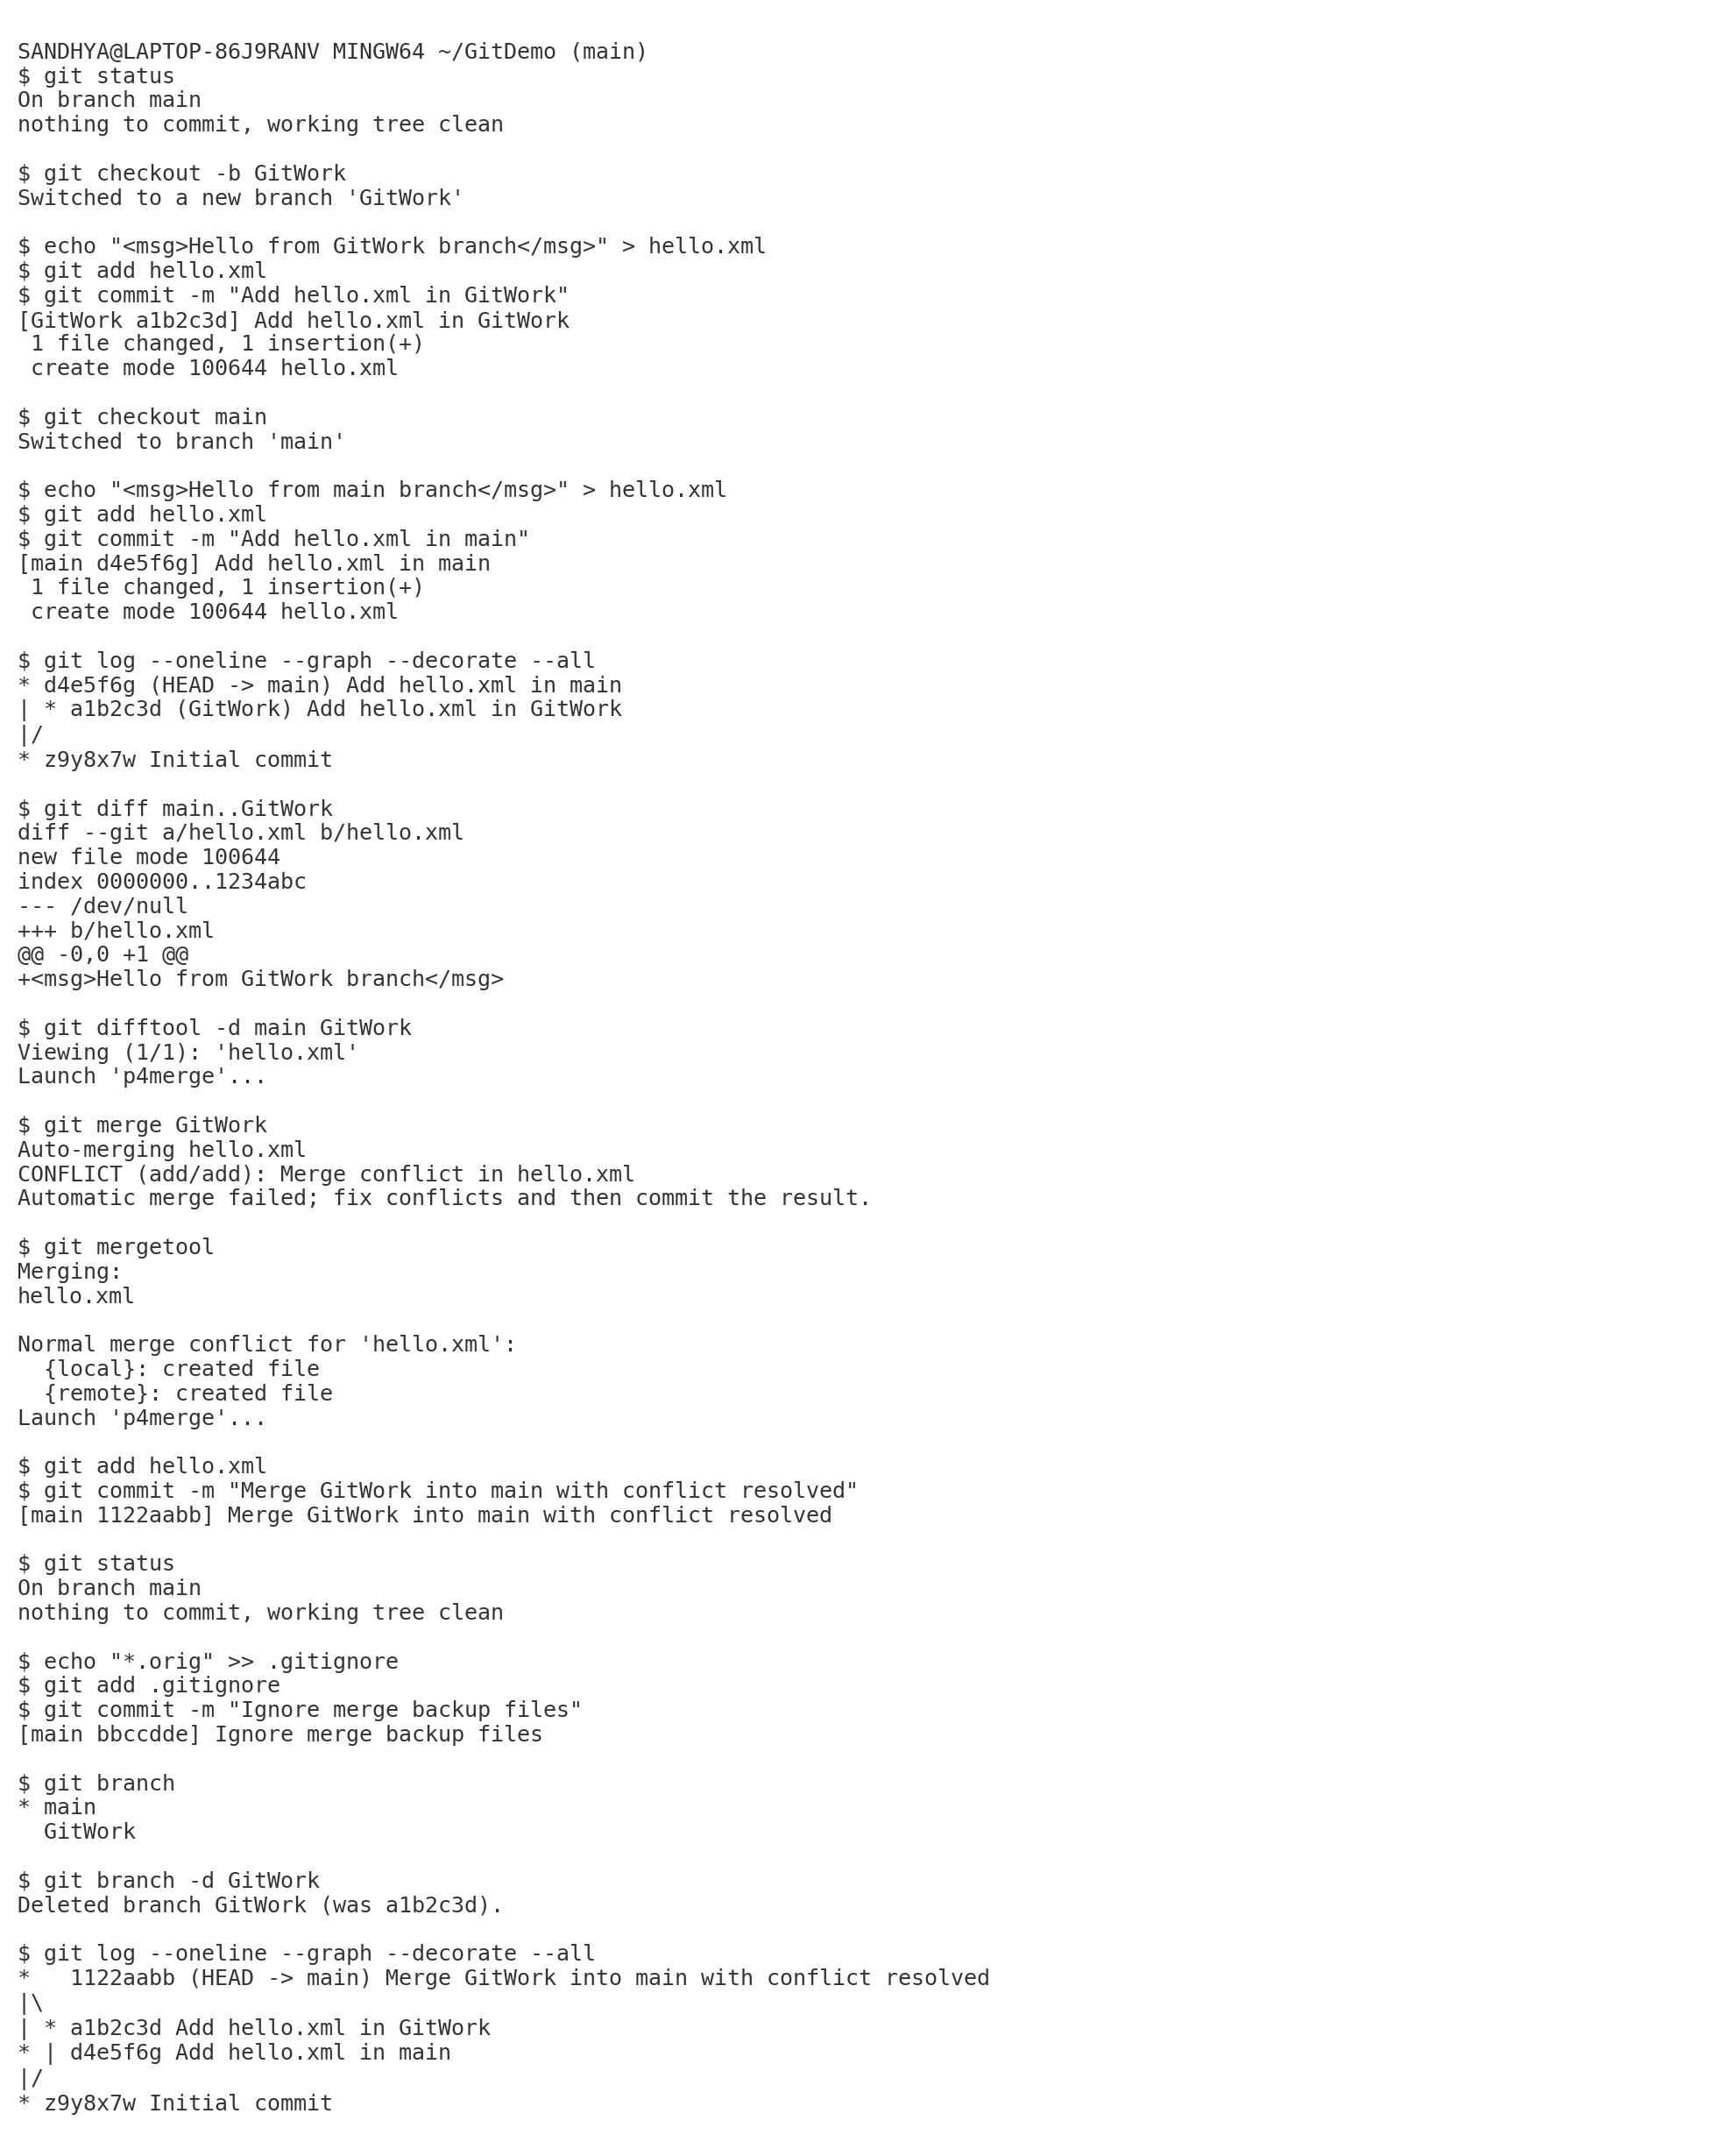 SANDHYA@LAPTOP-86J9RANV MINGW64 ~/GitDemo (main)
$ git status
On branch main
nothing to commit, working tree clean

$ git checkout -b GitWork
Switched to a new branch 'GitWork'

$ echo "<msg>Hello from GitWork branch</msg>" > hello.xml
$ git add hello.xml
$ git commit -m "Add hello.xml in GitWork"
[GitWork a1b2c3d] Add hello.xml in GitWork
 1 file changed, 1 insertion(+)
 create mode 100644 hello.xml

$ git checkout main
Switched to branch 'main'

$ echo "<msg>Hello from main branch</msg>" > hello.xml
$ git add hello.xml
$ git commit -m "Add hello.xml in main"
[main d4e5f6g] Add hello.xml in main
 1 file changed, 1 insertion(+)
 create mode 100644 hello.xml

$ git log --oneline --graph --decorate --all
* d4e5f6g (HEAD -> main) Add hello.xml in main
| * a1b2c3d (GitWork) Add hello.xml in GitWork
|/
* z9y8x7w Initial commit

$ git diff main..GitWork
diff --git a/hello.xml b/hello.xml
new file mode 100644
index 0000000..1234abc
--- /dev/null
+++ b/hello.xml
@@ -0,0 +1 @@
+<msg>Hello from GitWork branch</msg>

$ git difftool -d main GitWork
Viewing (1/1): 'hello.xml'
Launch 'p4merge'...

$ git merge GitWork
Auto-merging hello.xml
CONFLICT (add/add): Merge conflict in hello.xml
Automatic merge failed; fix conflicts and then commit the result.

$ git mergetool
Merging:
hello.xml

Normal merge conflict for 'hello.xml':
  {local}: created file
  {remote}: created file
Launch 'p4merge'...

$ git add hello.xml
$ git commit -m "Merge GitWork into main with conflict resolved"
[main 1122aabb] Merge GitWork into main with conflict resolved

$ git status
On branch main
nothing to commit, working tree clean

$ echo "*.orig" >> .gitignore
$ git add .gitignore
$ git commit -m "Ignore merge backup files"
[main bbccdde] Ignore merge backup files

$ git branch
* main
  GitWork

$ git branch -d GitWork
Deleted branch GitWork (was a1b2c3d).

$ git log --oneline --graph --decorate --all
*   1122aabb (HEAD -> main) Merge GitWork into main with conflict resolved
|\
| * a1b2c3d Add hello.xml in GitWork
* | d4e5f6g Add hello.xml in main
|/
* z9y8x7w Initial commit